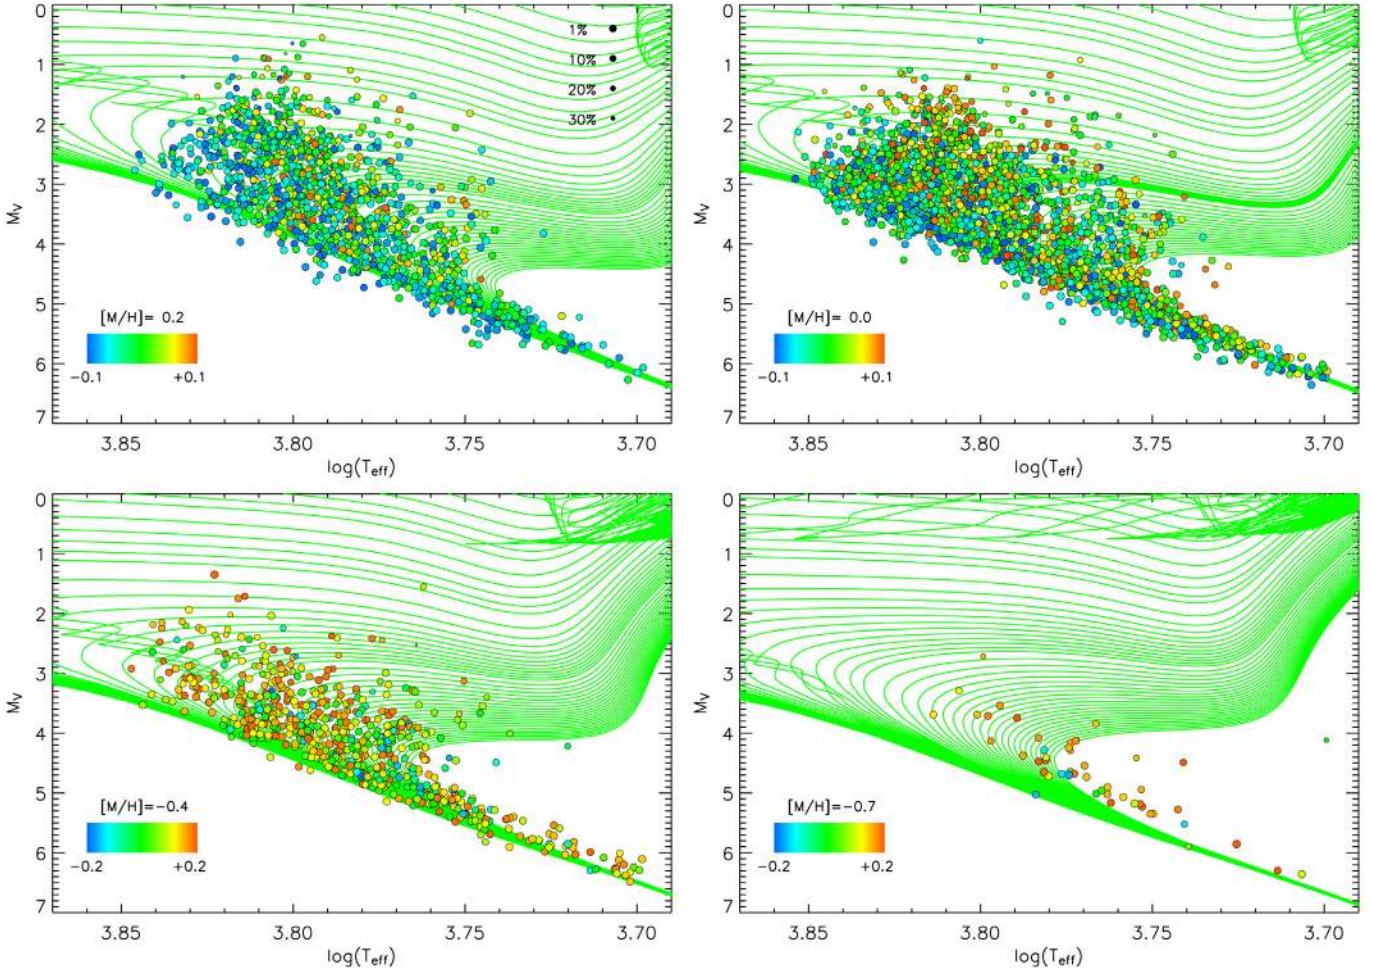 0
1
2
3
4
5
6
7
M_V
1%
10%
20%
30%
[M/H]= 0.2
-0.1 +0.1
3.85 3.80 3.75 3.70
log(T_eff)
0
1
2
3
4
5
6
7
M_V
[M/H]= 0.0
-0.1 +0.1
3.85 3.80 3.75 3.70
log(T_eff)
0
1
2
3
4
5
6
7
M_V
[M/H]=-0.4
-0.2 +0.2
3.85 3.80 3.75 3.70
log(T_eff)
0
1
2
3
4
5
6
7
M_V
[M/H]=-0.7
-0.2 +0.2
3.85 3.80 3.75 3.70
log(T_eff)